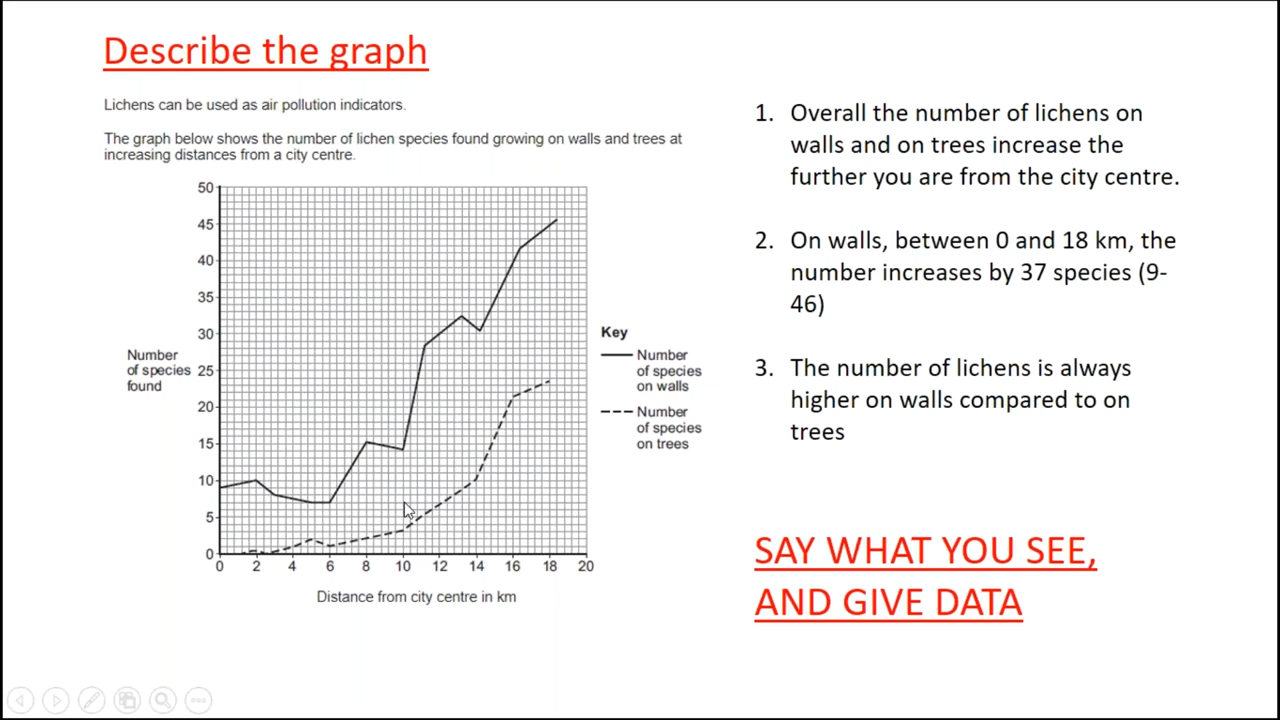 Describe the graph
Lichens can be used as air pollution indicators.
The graph below shows the number of lichen species found growing on walls and trees at
increasing distances from a city centre.
50
45
40
35
30
25
20
15
10
5
0
Number
of species
found
0 2 4 6 8 10 12 14 16 18 20
Distance from city centre in km
Key
Number
of species
on walls
Number
of species
on trees
1. Overall the number of lichens on
walls and on trees increase the
further you are from the city centre.
2. On walls, between 0 and 18 km, the
number increases by 37 species (9-
46)
3. The number of lichens is always
higher on walls compared to on
trees
SAY WHAT YOU SEE,
AND GIVE DATA